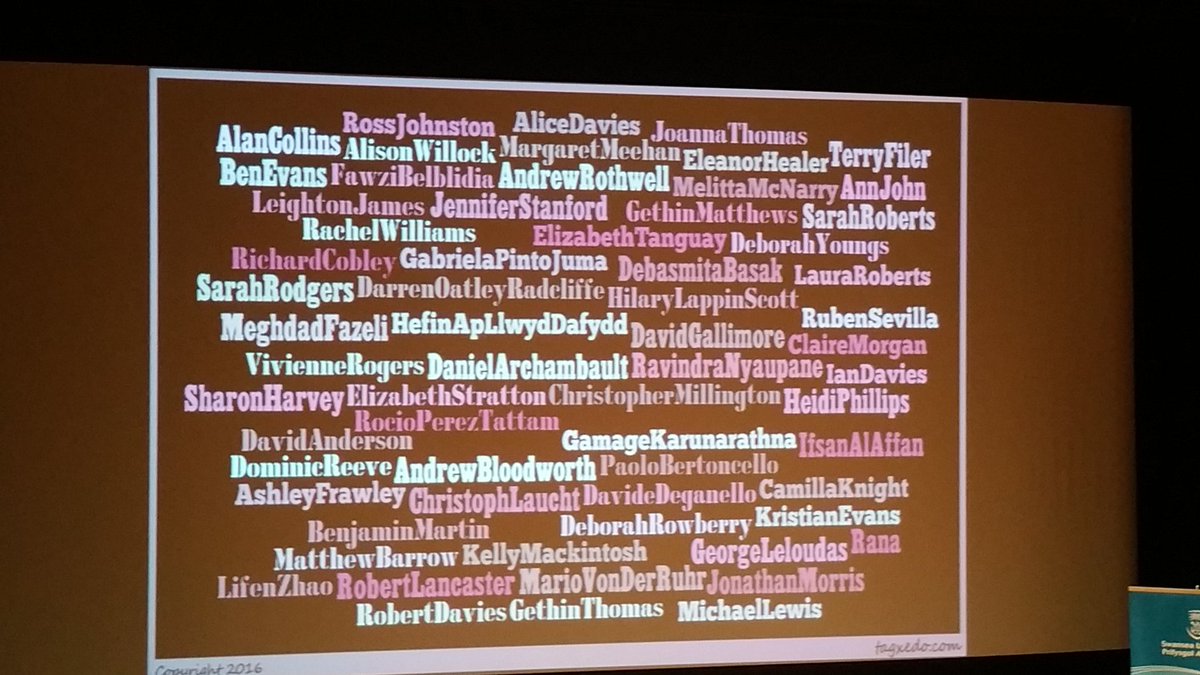 RossJohnston AliceDavies JoannaThomas
AlanCollins AlisonWillock MargaretMeehan EleanorHealer TerryFiler
BenEvans FawziBelblidia AndrewRothwell MelittaMcNarry AnnJohn
LeightonJames JenniferStanford GethinMatthews SarahRoberts
RachelWilliams ElizabethTanguay DeborahYoungs
RichardCobley GabrielaPintoJuma DebasmitaBasak LauraRoberts
SarahRodgers DarrenOatleyRadcliffe HilaryLappinScott
MeghdadFazeli HefinApLlwydDafydd DavidGallimore RubenSevilla
ClaireMorgan
VivienneRogers DanielArchambault RavindraNyaupane IanDavies
SharonHarvey ElizabethStratton ChristopherMillington HeidiPhillips
RocioPerezTattam
DavidAnderson GamageKarunarathna IfsanAlAffan
DominicReeve AndrewBloodworth PaoloBertoncello
AshleyFrawley ChristophLaucht DavideDeganello CamillaKnight
BenjaminMartin DeborahRowberry KristianEvans
MatthewBarrow KellyMackintosh GeorgeLeloudas Rana
LifenZhao RobertLancaster MarioVonDerRuhr JonathanMorris
RobertDavies GethinThomas MichaelLewis
Copyright 2016 tagxedo.com
Swansea
Prifysgol